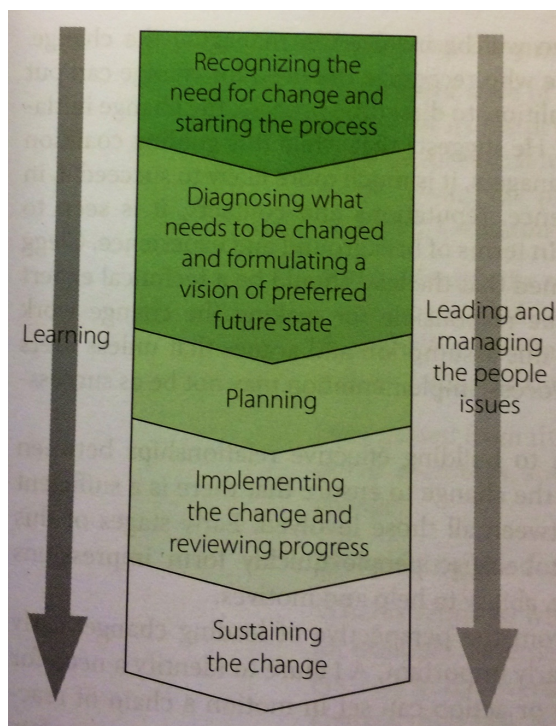 Recognizing the
need for change and
starting the process
Diagnosing what
needs to be changed
and formulating a
vision of preferred
future state
Planning
Implementing
the change and
reviewing progress
Sustaining
the change
Learning
Leading and
managing
the people
issues